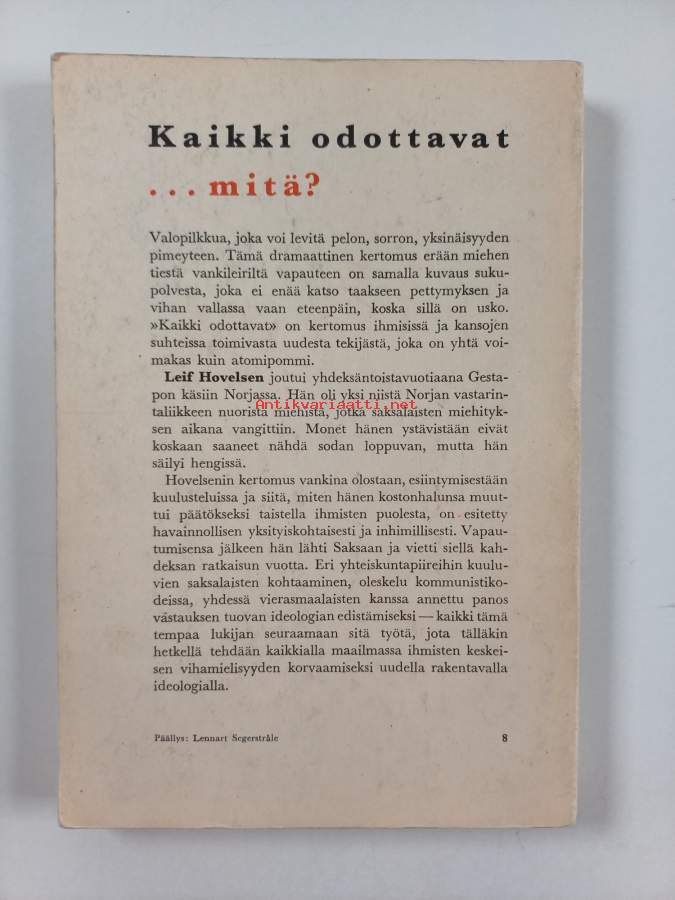 Kaikki odottavat
...mitä?
Valopilkkua, joka voi levitä pelon, sorron, yksinäisyyden
pimeyteen. Tämä dramaattinen kertomus erään miehen
tiestä vankileiriltä vapauteen on samalla kuvaus suku-
polvesta, joka ei enää katso taakseen pettymyksen ja
vihan vallassa vaan eteenpäin, koska sillä on usko.
»Kaikki odottavat» on kertomus ihmisissä ja kansojen
suhteissa toimivasta uudesta tekijästä, joka on yhtä voi-
makas kuin atomipommi.
Leif Hovelsen joutui yhdeksäntoistavuotiaana Gesta-
pon käsiin Norjassa. Hän oli yksi niistä Norjan vastarin-
Antikvariaatti.net
taliikkeen nuorista miehistä, jotka saksalaisten miehityk-
sen aikana vangittiin. Monet hänen ystävistään eivät
koskaan saaneet nähdä sodan loppuvan, mutta hän
säilyi hengissä.
Hovelsenin kertomus vankina olostaan, esiintymisestään
kuulusteluissa ja siitä, miten hänen kostonhalunsa muut-
tui päätökseksi taistella ihmisten puolesta, on esitetty
havainnollisen yksityiskohtaisesti ja inhimillisesti. Vapau-
tumisensa jälkeen hän lähti Saksaan ja vietti siellä kah-
deksan ratkaisun vuotta. Eri yhteiskuntapiireihin kuulu-
vien saksalaisten kohtaaminen, oleskelu kommunistiko-
deissa, yhdessä vierasmaalaisten kanssa annettu panos
vastauksen tuovan ideologian edistämiseksi — kaikki tämä
tempaa lukijan seuraamaan sitä työtä, jota tälläkin
hetkellä tehdään kaikkialla maailmassa ihmisten keskei-
sen vihamielisyyden korvaamiseksi uudella rakentavalla
ideologialla.
Päällys: Lennart Segerstråle 8